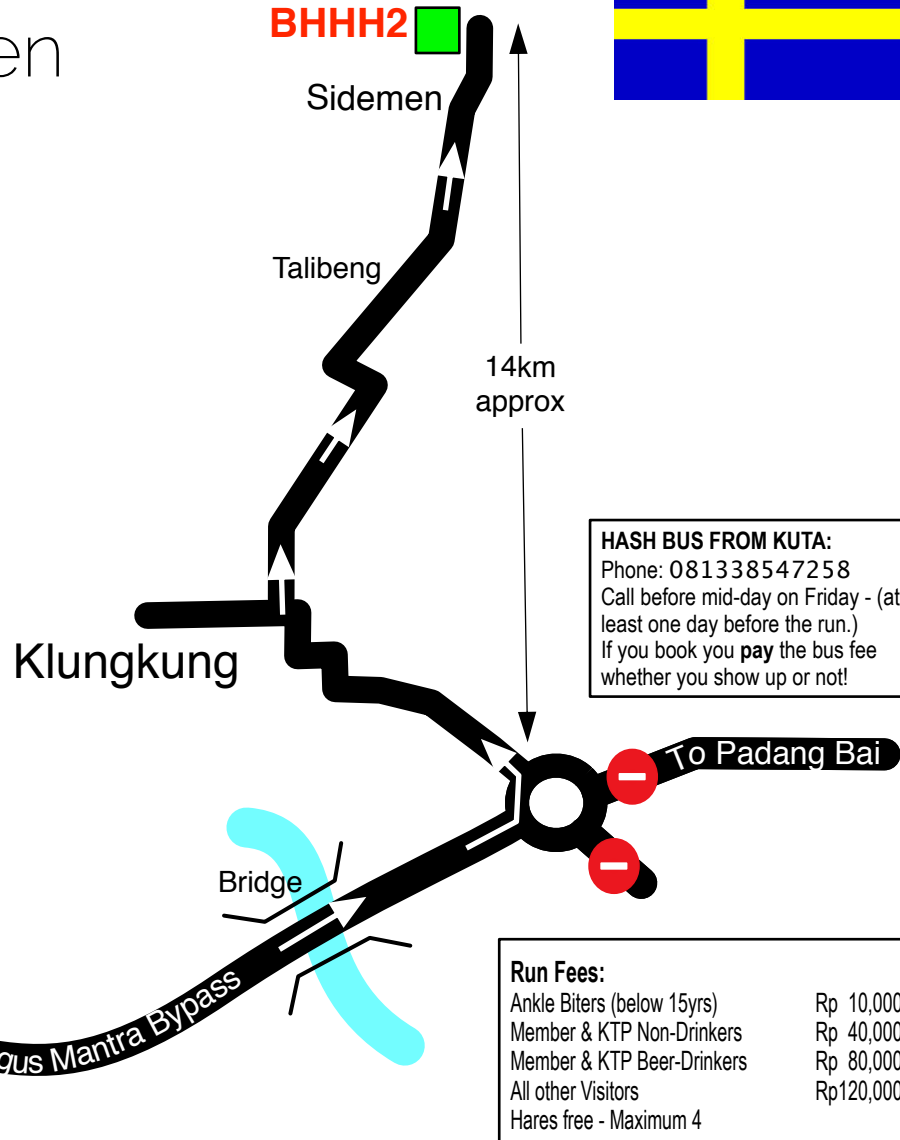 en
BHHH2
Sidemen
Talibeng
14km
approx
HASH BUS FROM KUTA:
Phone: 081338547258
Call before mid-day on Friday - (at
least one day before the run.)
If you book you pay the bus fee
whether you show up or not!
Klungkung
To Padang Bai
Bridge
gus Mantra Bypass
Run Fees:
Ankle Biters (below 15yrs) Rp 10,000
Member & KTP Non-Drinkers Rp 40,000
Member & KTP Beer-Drinkers Rp 80,000
All other Visitors Rp120,000
Hares free - Maximum 4